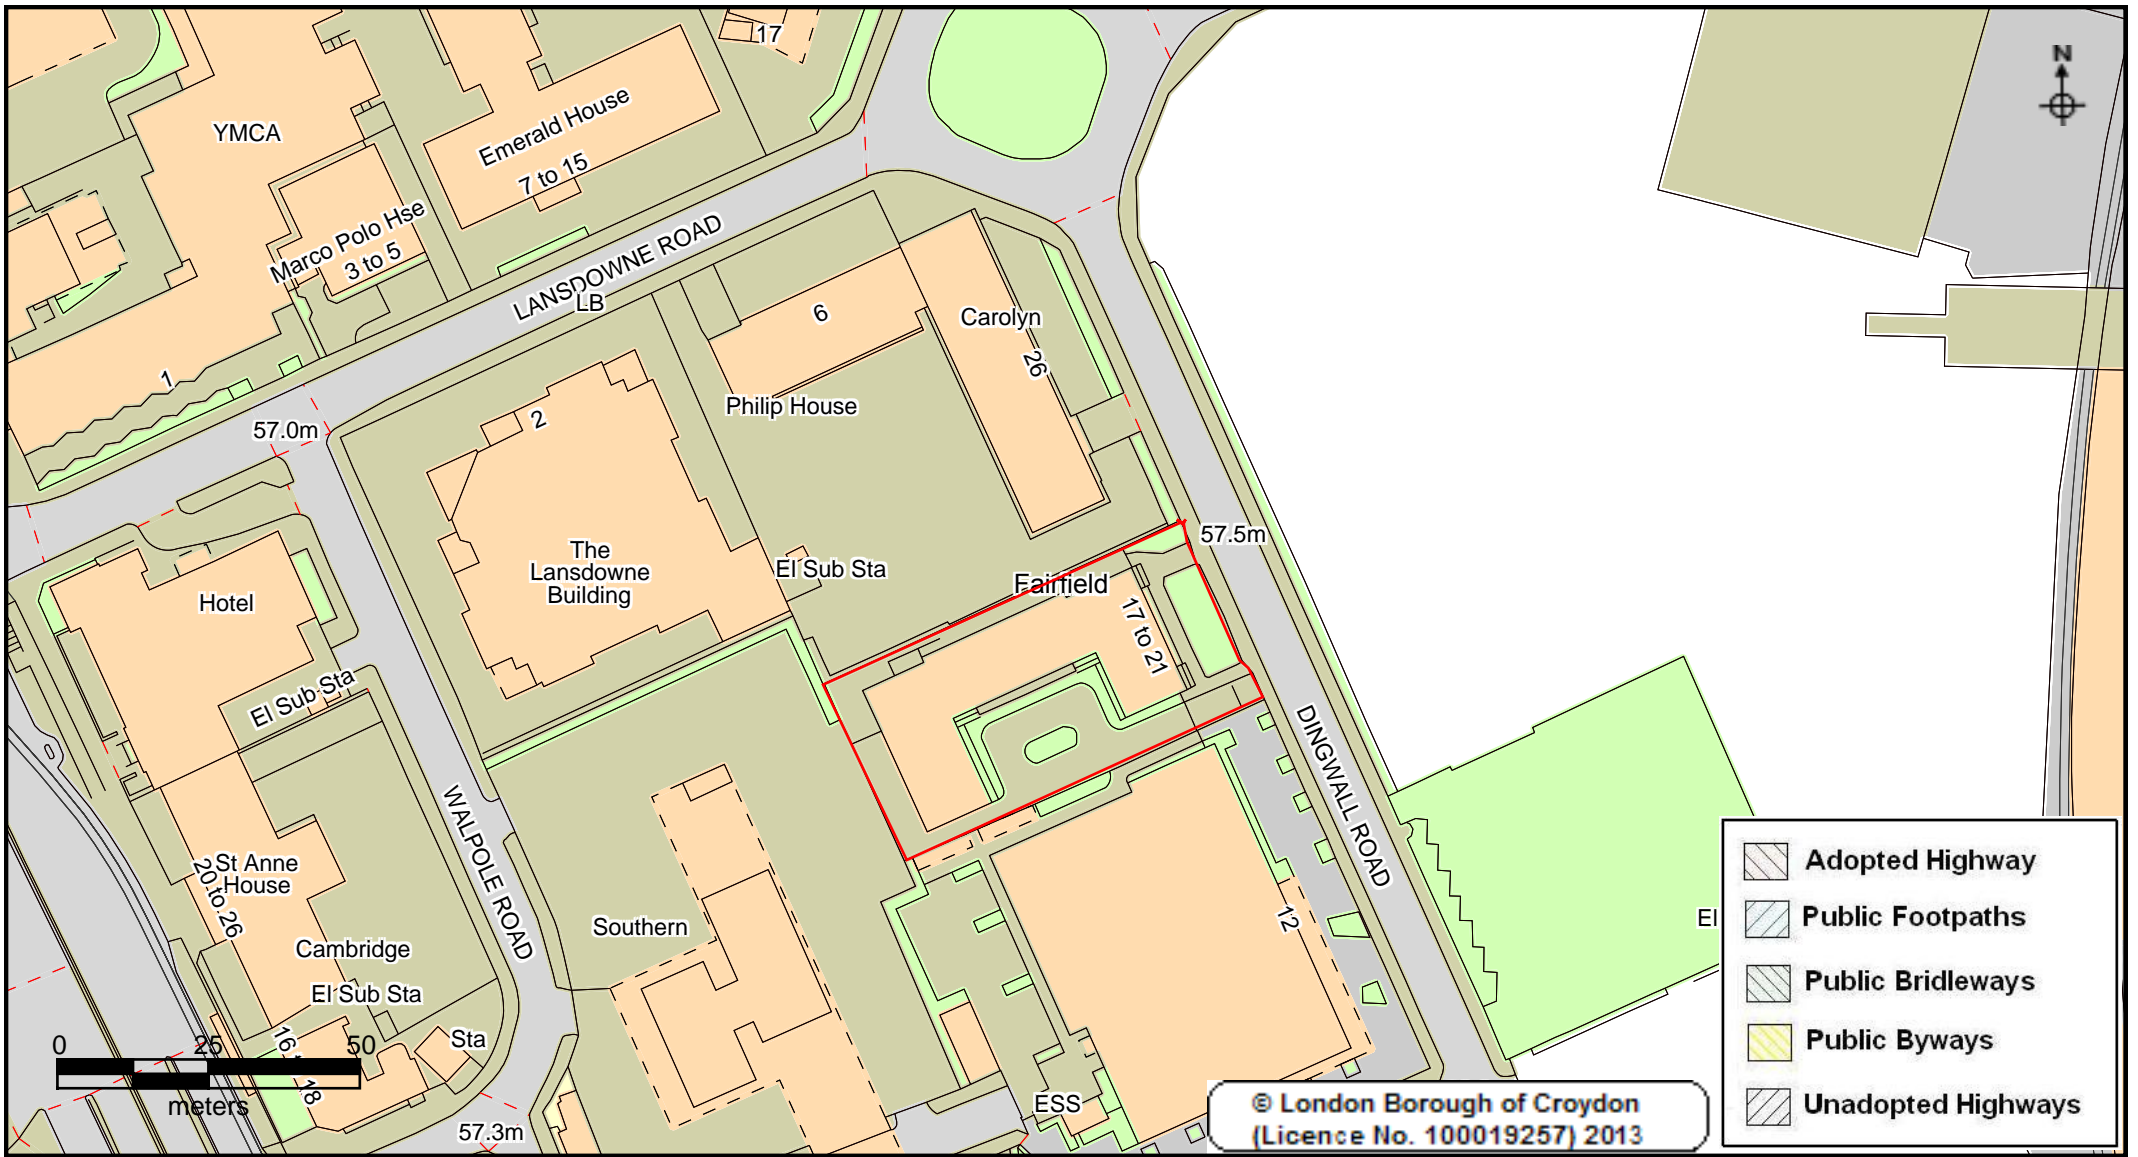 17
N
YMCA
Emerald House
7 to 15
Marco Polo Hse
3 to 5
LANSDOWNE ROAD
LB
6
Carolyn
26
1
Philip House
2
57.0m
57.5m
The
Lansdowne
Building
El Sub Sta
Fairfield
17 to 21
Hotel
El Sub Sta
DINGWALL ROAD
WALPOLE ROAD
St Anne
House
20 to 26
Southern
12
El
Cambridge
El Sub Sta
Sta
16 to 18
0 25 50
meters
57.3m
ESS
Adopted Highway
Public Footpaths
Public Bridleways
Public Byways
Unadopted Highways
© London Borough of Croydon
(Licence No. 100019257) 2013